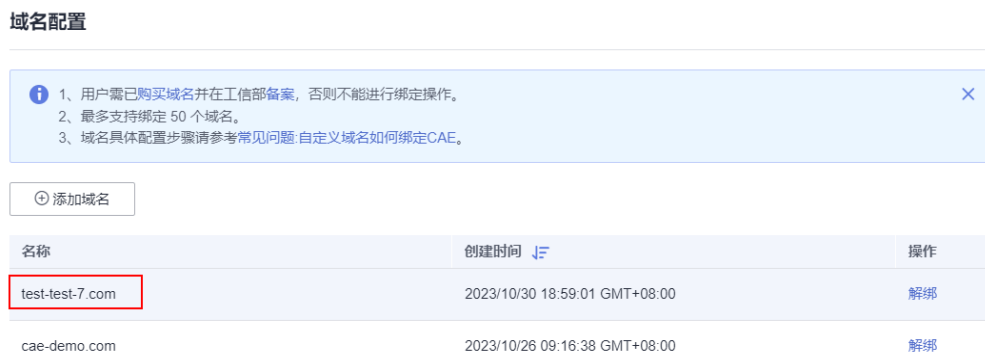 域名配置
1、用户需已购买域名并在工信部备案，否则不能进行绑定操作。
2、最多支持绑定 50 个域名。
3、域名具体配置步骤请参考常见问题:自定义域名如何绑定CAE。
添加域名
名称 创建时间 操作
test-test-7.com 2023/10/30 18:59:01 GMT+08:00 解绑
cae-demo.com 2023/10/26 09:16:38 GMT+08:00 解绑